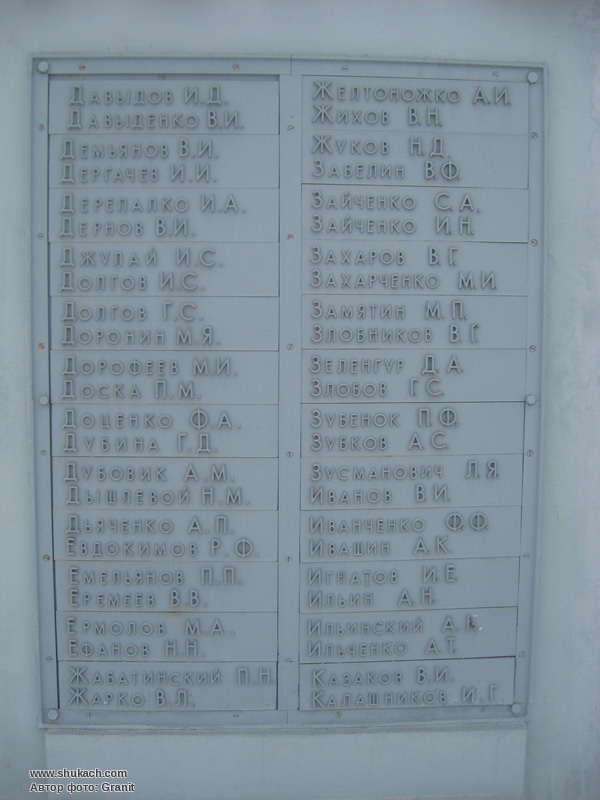 Давыдов И.Д.
Давыденко В.И.
Демьянов В.И.
Дергачев И.И.
Дерепалко И.А.
Дернов В.И.
Джулай И.С.
Долгов И.С.
Долгов Г.С.
Доронин М.Я.
Дорофеев М.И.
Доска П.М.
Доценко Ф.А.
Дубина Г.Д.
Дубовик А.М.
Дышлевой Н.М.
Дьяченко А.П.
Евдокимов Р.Ф.
Емельянов П.П.
Еремеев В.В.
Ермолов М.А.
Ефанов Н.Н.
Жабатинский П.Н.
Жарко В.Л.
Желтоножко А.И.
Жихов В.Н.
Жуков Н.Д.
Забелин В.Ф.
Зайченко С.А.
Зайченко И.Н.
Захаров В.Г.
Захарченко М.И.
Замятин М.П.
Злобников В.Г.
Зеленгур Д.А.
Злобов Г.С.
Зубенок П.Ф.
Зубков А.С.
Зусманович Л.Я
Иванов В.И.
Иванченко Ф.Ф.
Ивашин А.К.
Игнатов И.Е.
Ильин А.Н.
Ильинский А.К.
Ильченко А.Т.
Казаков В.И.
Калашников И.Г.
www.shukach.com
Автор фото: Granit